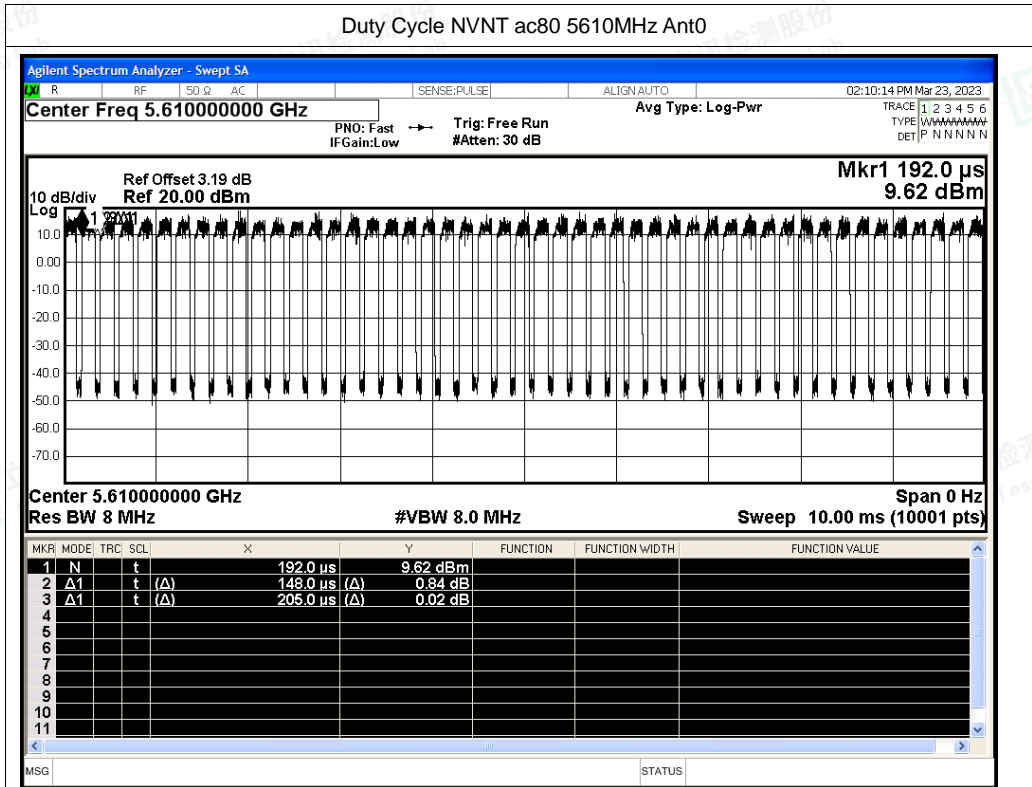 Duty Cycle NVNT ac80 5610MHz Ant0
Agilent Spectrum Analyzer - Swept SA
LXI R RF 50 Ω AC SENSE:PULSE ALIGN AUTO 02:10:14 PM Mar 23, 2023
Center Freq 5.610000000 GHz Avg Type: Log-Pwr TRACE 1 2 3 4 5 6
PNO: Fast Trig: Free Run TYPE
IFGain:Low #Atten: 30 dB DET P N N N N N
Mkr1 192.0 µs
Ref Offset 3.19 dB 9.62 dBm
10 dB/div Ref 20.00 dBm
Log
1
10.0
0.00
-10.0
-20.0
-30.0
-40.0
-50.0
-60.0
-70.0
Center 5.610000000 GHz Span 0 Hz
Res BW 8 MHz #VBW 8.0 MHz Sweep 10.00 ms (10001 pts)
MKR MODE TRC SCL X Y FUNCTION FUNCTION WIDTH FUNCTION VALUE
1 N t 192.0 µs 9.62 dBm
2 Δ1 t (Δ) 148.0 µs (Δ) 0.84 dB
3 Δ1 t (Δ) 205.0 µs (Δ) 0.02 dB
4
5
6
7
8
9
10
11
MSG STATUS